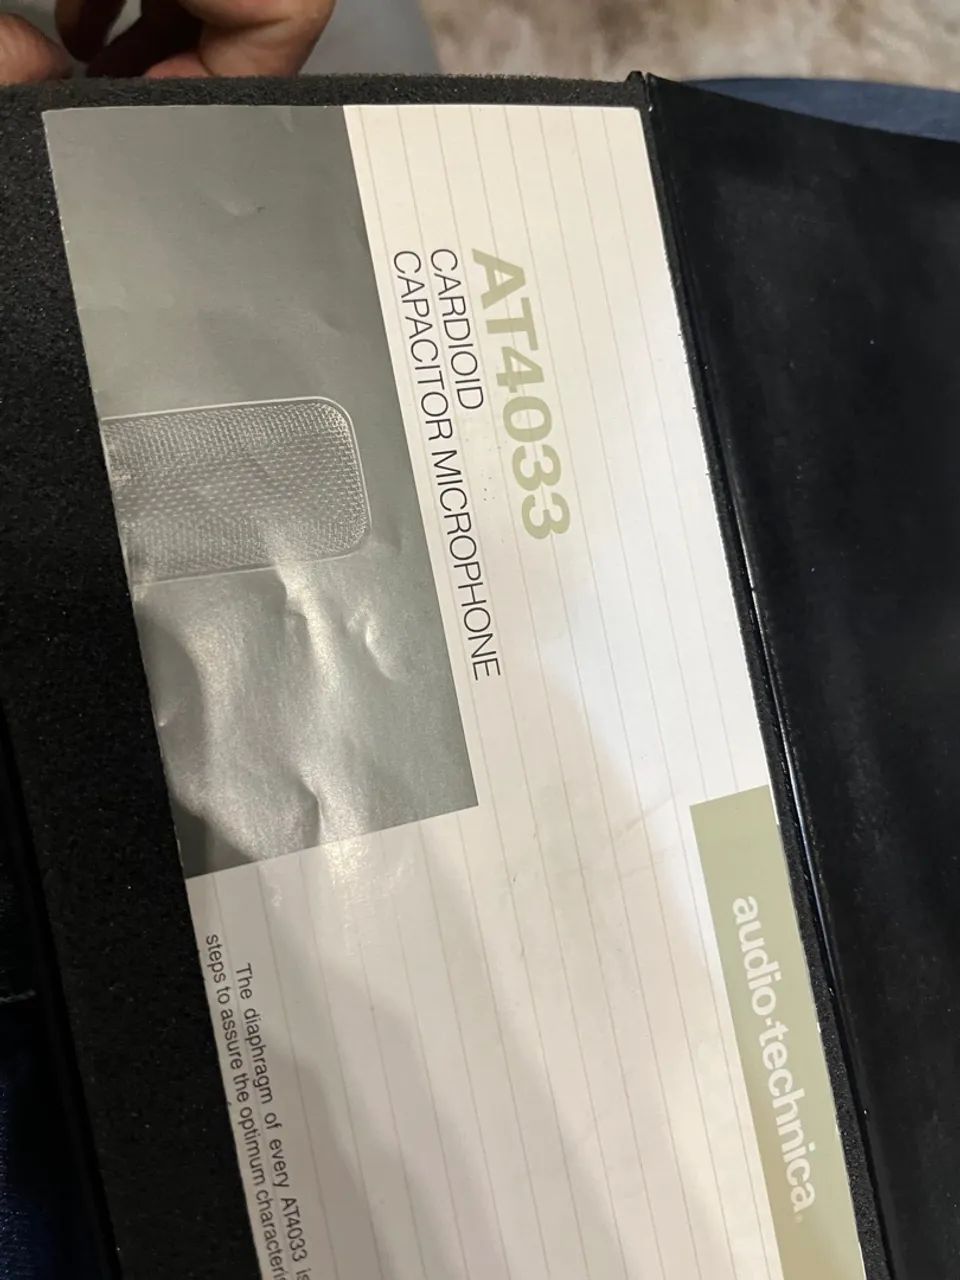 audio-technica®
AT4033
CARDIOID
CAPACITOR MICROPHONE
The diaphragm of every AT4033 is
steps to assure the optimum